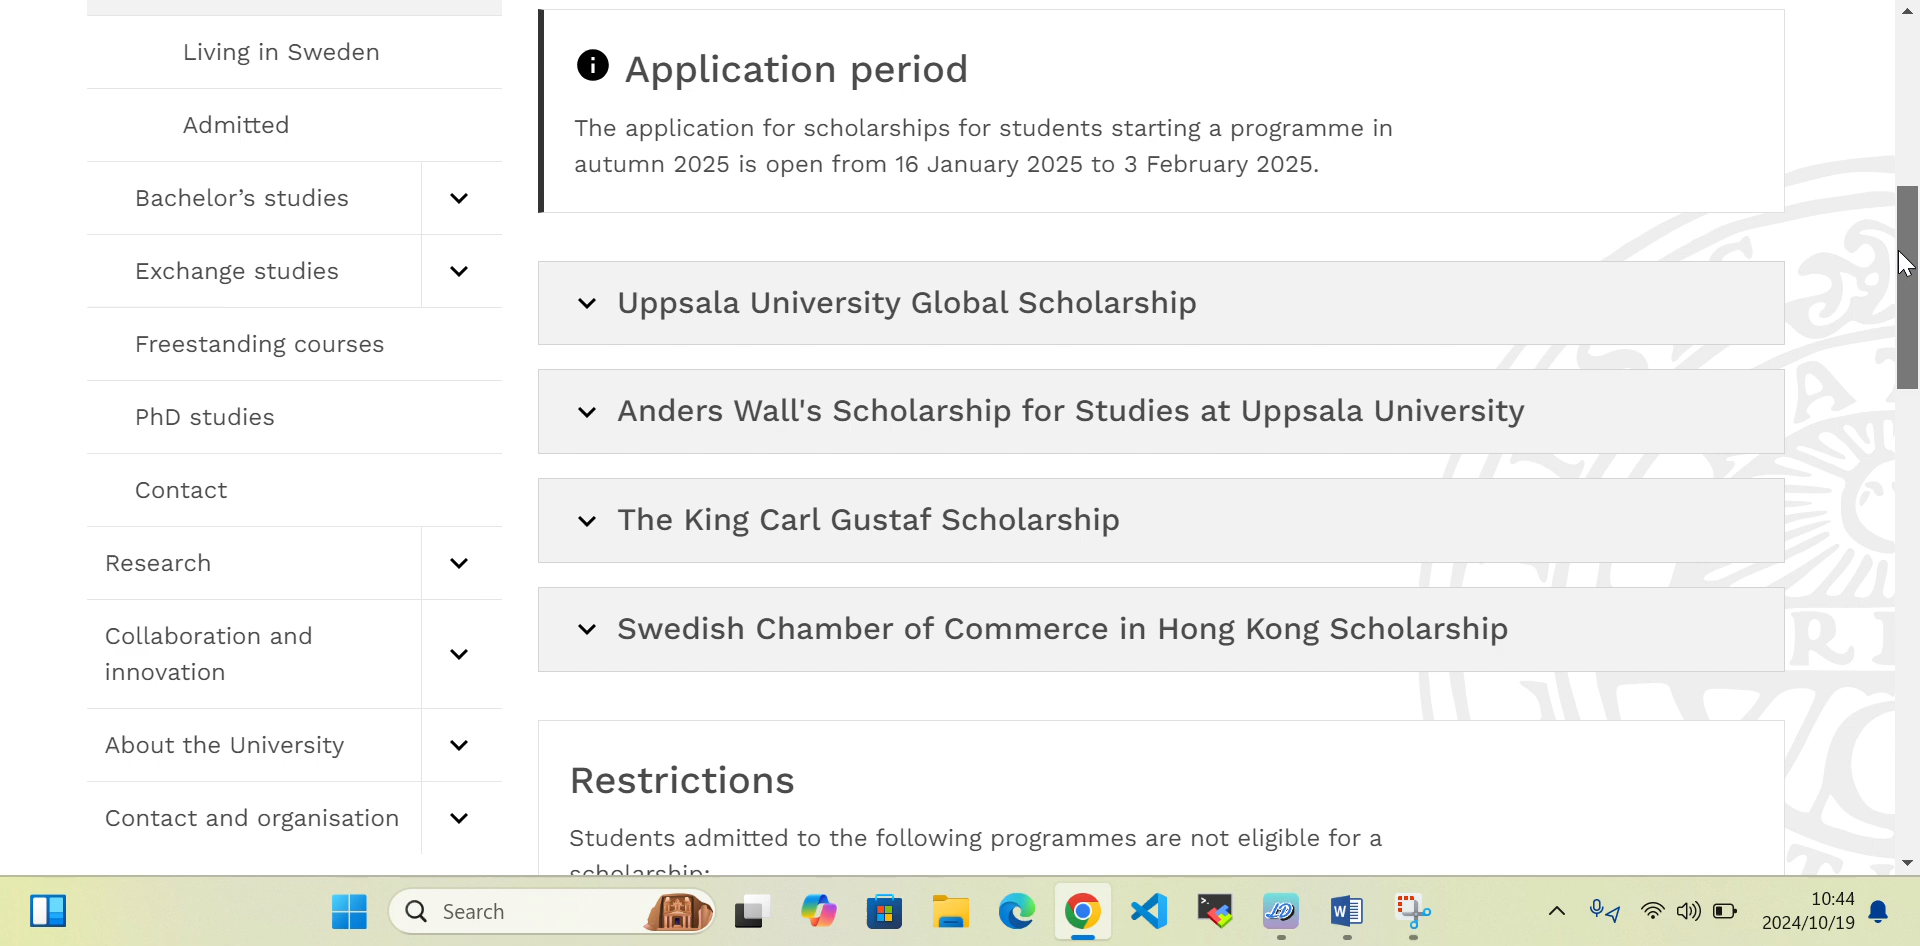 Living in Sweden
Admitted
Bachelor’s studies
Exchange studies
Freestanding courses
PhD studies
Contact
Research
Collaboration and
innovation
About the University
Contact and organisation
Application period
The application for scholarships for students starting a programme in
autumn 2025 is open from 16 January 2025 to 3 February 2025.
Uppsala University Global Scholarship
Anders Wall's Scholarship for Studies at Uppsala University
The King Carl Gustaf Scholarship
Swedish Chamber of Commerce in Hong Kong Scholarship
Restrictions
Students admitted to the following programmes are not eligible for a
scholarship:
Search
10:44
2024/10/19